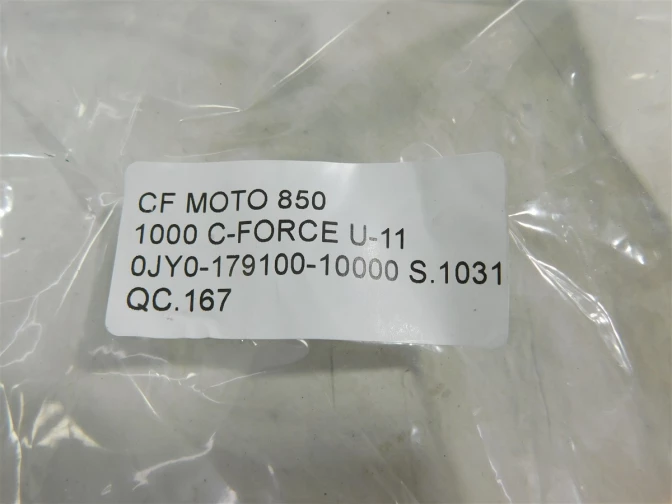 CF MOTO 850
1000 C-FORCE U-11
0JY0-179100-10000 S.1031
QC.167